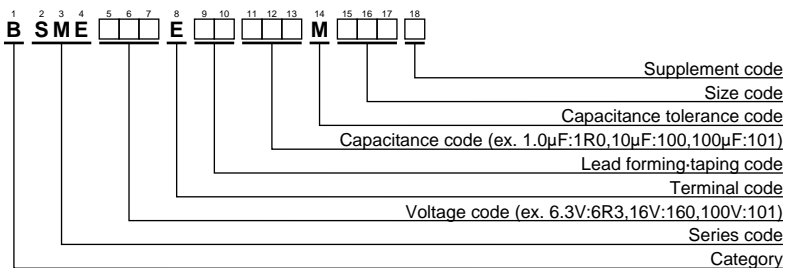 1 2 3 4 5 6 7 8 9 10 11 12 13 14 15 16 17 18
B SME E M
Supplement code
Size code
Capacitance tolerance code
Capacitance code (ex. 1.0μF:1R0,10μF:100,100μF:101)
Lead forming·taping code
Terminal code
Voltage code (ex. 6.3V:6R3,16V:160,100V:101)
Series code
Category